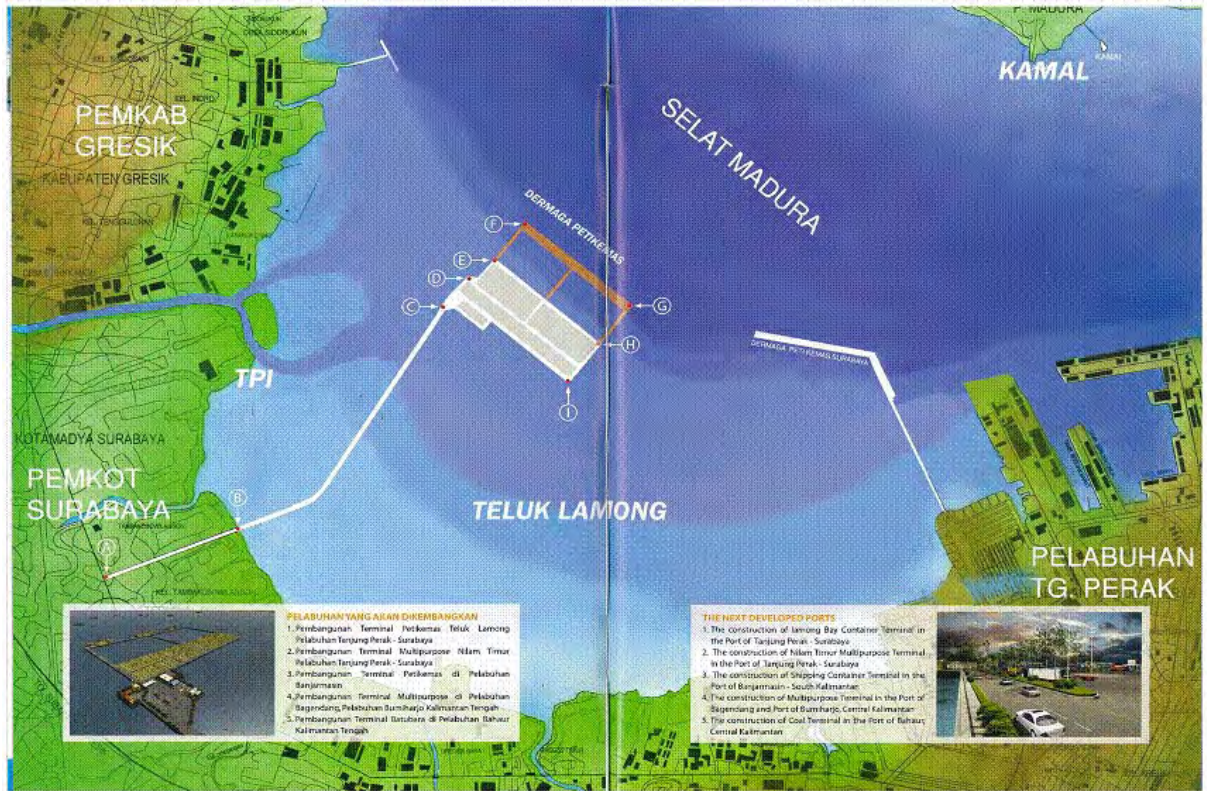 P. MADURA
KAMAL
KAMAL
DESA SIDORUKUN
KEL. INDRO
PEMKAB
GRESIK
KABUPATEN GRESIK
SELAT MADURA
DERMAGA PETIKEMAS
F
E
D
C
G
H
I
DERMAGA PETIKEMAS SURABAYA
TPI
KOTAMADYA SURABAYA
PEMKOT
SURABAYA
B
A
TELUK LAMONG
PELABUHAN
TG. PERAK
PELABUHAN YANG AKAN DIKEMBANGKAN
1. Pembangunan Terminal Petikemas Teluk Lamong
Pelabuhan Tanjung Perak - Surabaya
2. Pembangunan Terminal Multipurpose Nilam Timur
Pelabuhan Tanjung Perak - Surabaya
3. Pembangunan Terminal Petikemas di Pelabuhan
Banjarmasin
4. Pembangunan Terminal Multipurpose di Pelabuhan
Bagendang, Pelabuhan Bumiharjo Kalimantan Tengah
5. Pembangunan Terminal Batubara di Pelabuhan Bahaur
Kalimantan Tengah
THE NEXT DEVELOPED PORTS
1. The construction of lamong Bay Container Terminal in
the Port of Tanjung Perak - Surabaya
2. The construction of Nilam Timur Multipurpose Terminal
in the Port of Tanjung Perak - Surabaya
3. The construction of Shipping Container Terminal in the
Port of Banjarmasin - South Kalimantan
4. The construction of Multipurpose Terminal in the Port of
Bagendang and Port of Bumiharjo, Central Kalimantan
5. The construction of Coal Terminal in the Port of Bahaur,
Central Kalimantan